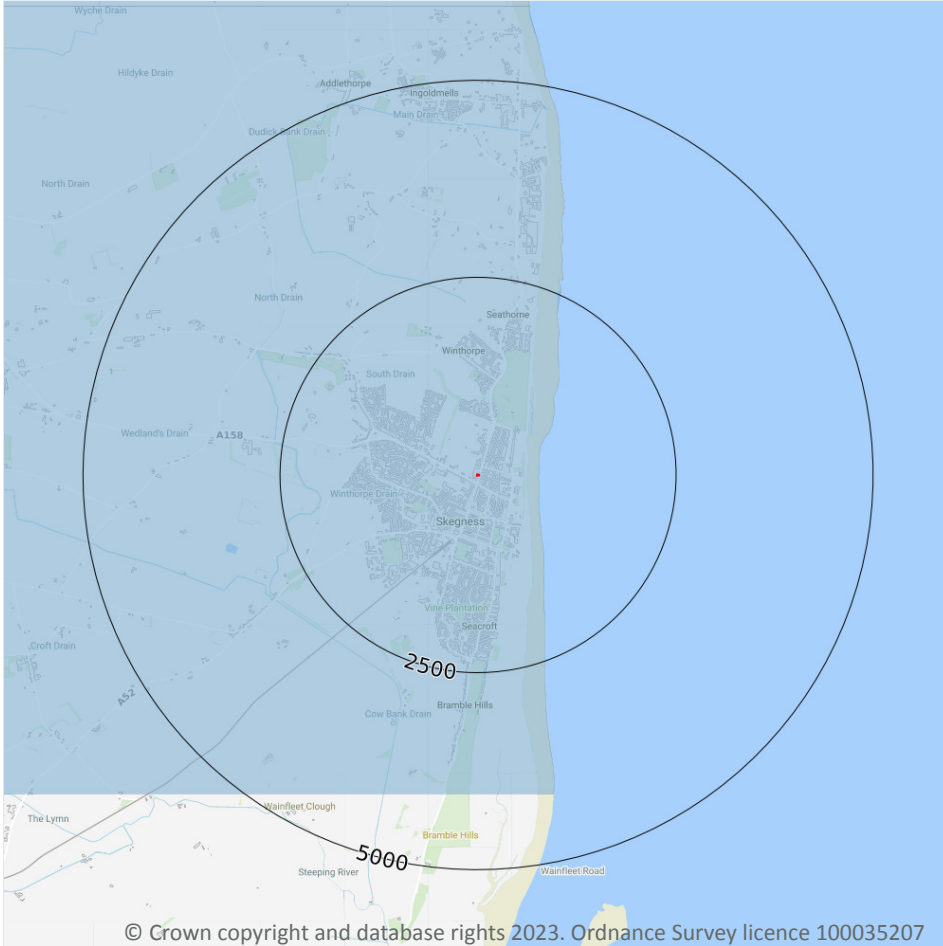 Wyche Drain
Hildyke Drain
Addlethorpe
Ingoldmells
Main Drain
Dudick Bank Drain
North Drain
North Drain
Seathorne
Winthorpe
South Drain
Wedland's Drain
A158
Winthorpe Drain
Skegness
Vine Plantation
Seacroft
Croft Drain
2500
A52
Bramble Hills
Cow Bank Drain
Wainfleet Clough
The Lymn
Bramble Hills
5000
Steeping River
Wainfleet Road
© Crown copyright and database rights 2023. Ordnance Survey licence 100035207